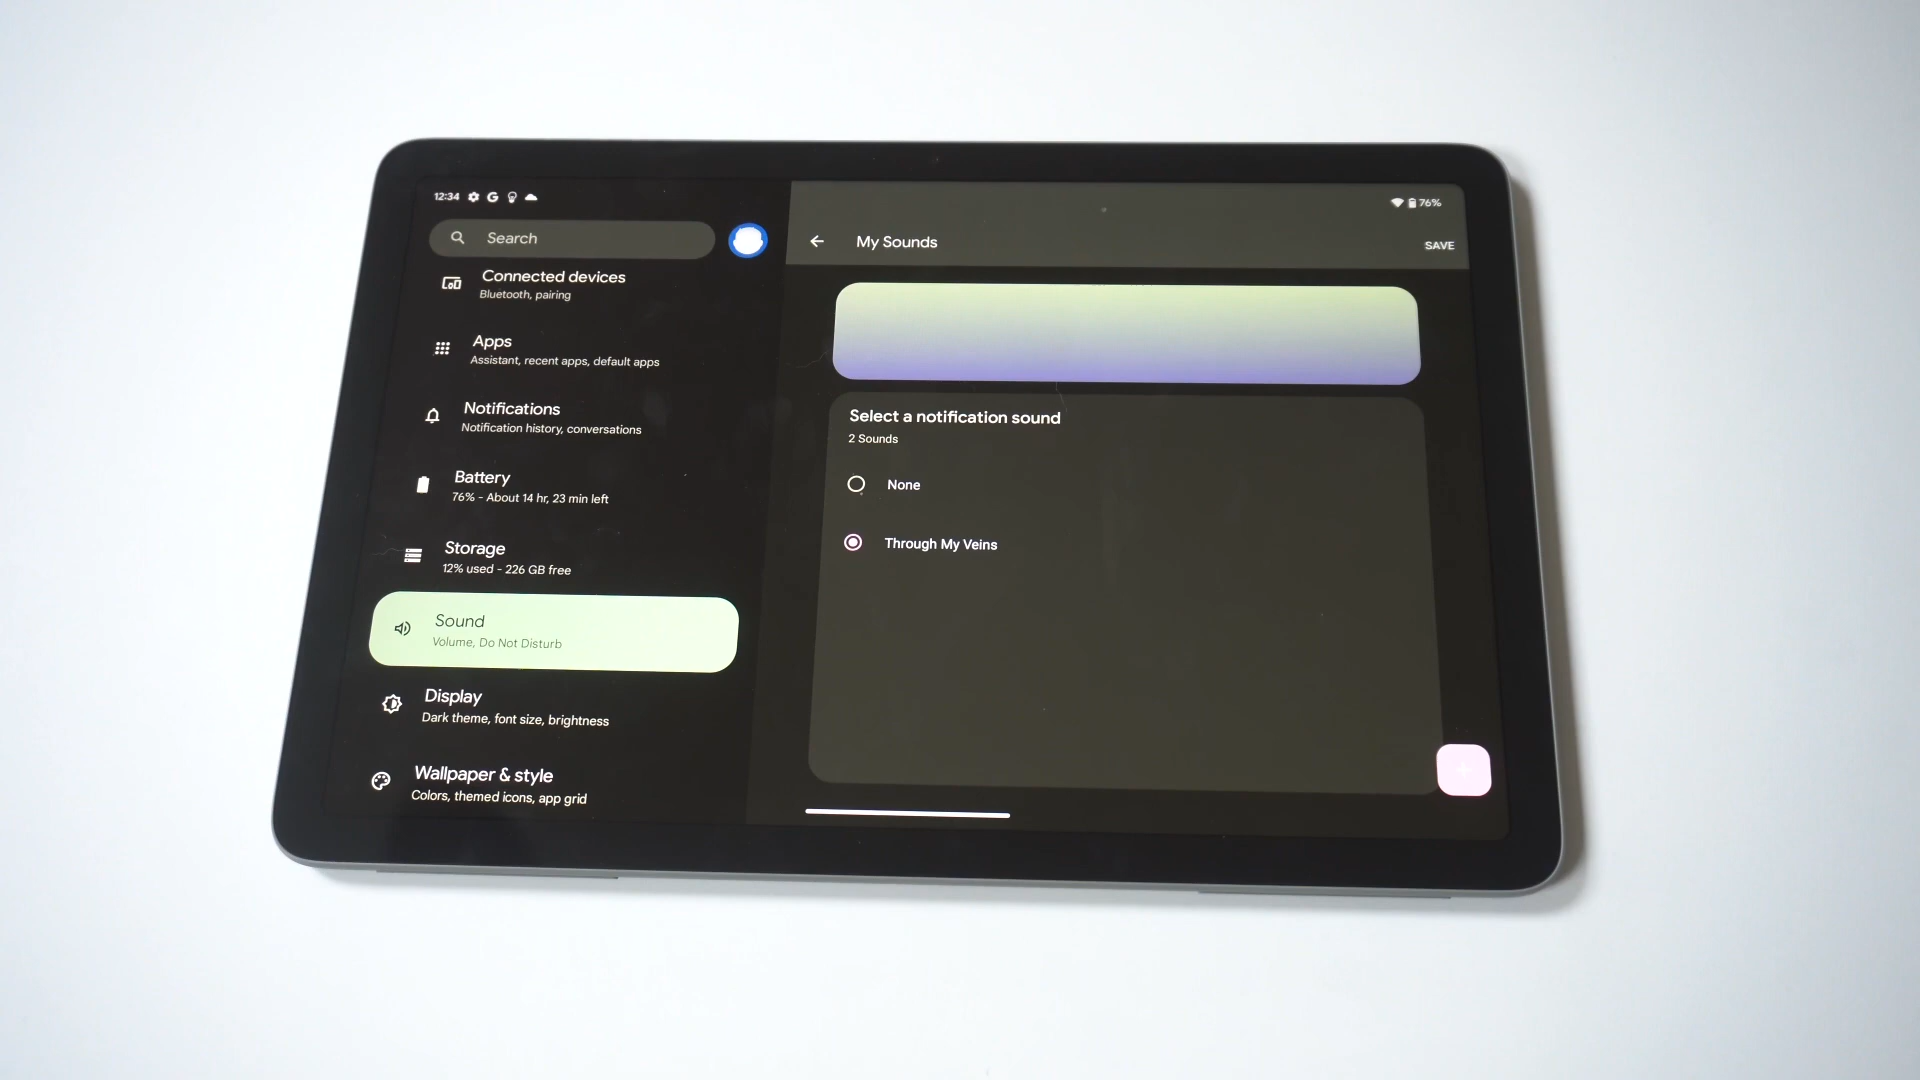 12:34
Search
Connected devices
Bluetooth, pairing
Apps
Assistant, recent apps, default apps
Notifications
Notification history, conversations
Battery
76% - About 14 hr, 23 min left
Storage
12% used - 226 GB free
Sound
Volume, Do Not Disturb
Display
Dark theme, font size, brightness
Wallpaper & style
Colors, themed icons, app grid
76%
My Sounds
SAVE
Select a notification sound
2 Sounds
None
Through My Veins